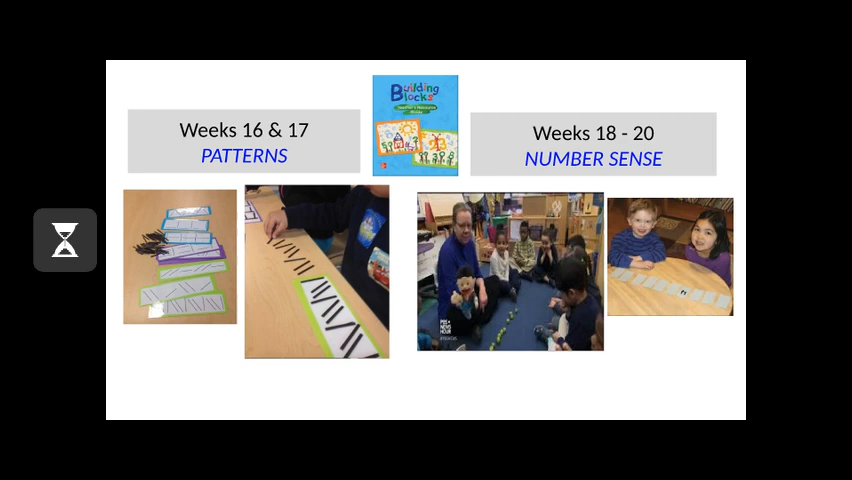 Weeks 16 & 17
PATTERNS
Building
Blocks
Weeks 18 - 20
NUMBER SENSE
PBS
NEWS
HOUR